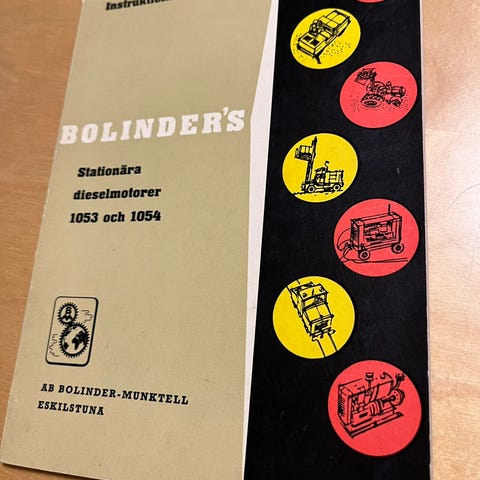 BOLINDER'S
Stationära
dieselmotorer
1053 och 1054
AB BOLINDER-MUNKTELL
ESKILSTUNA